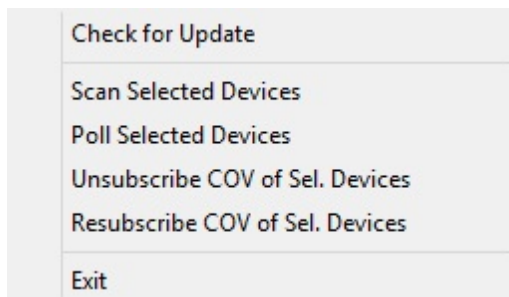 Check for Update
Scan Selected Devices
Poll Selected Devices
Unsubscribe COV of Sel. Devices
Resubscribe COV of Sel. Devices
Exit